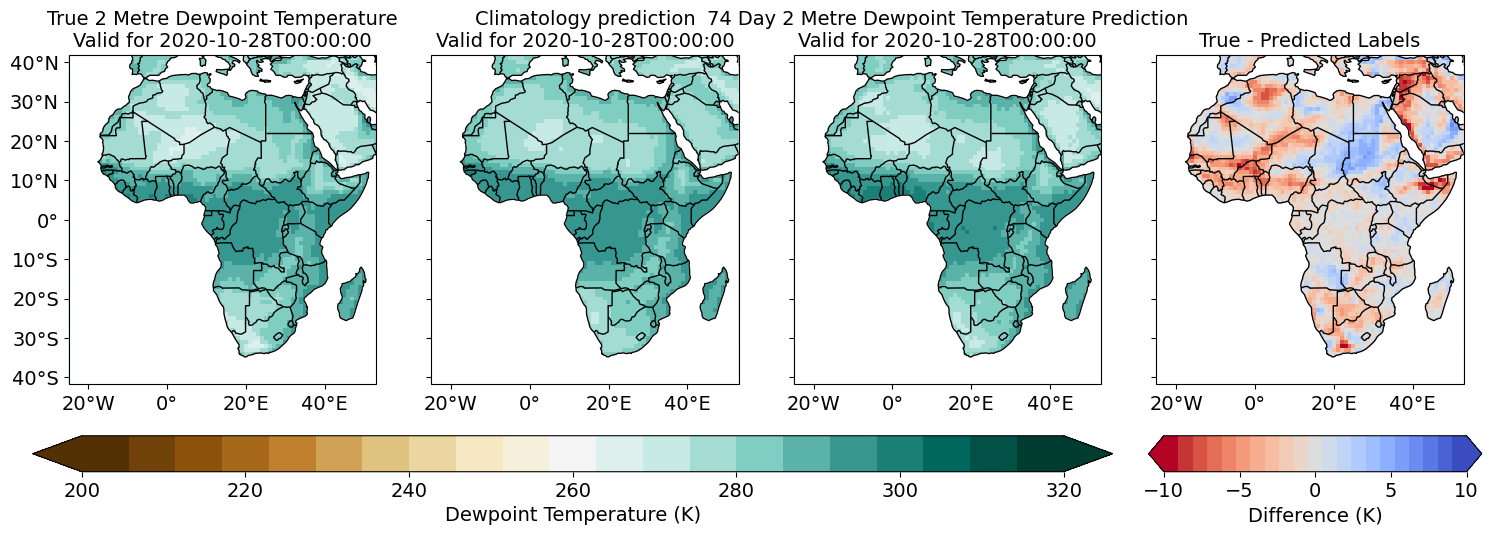 True 2 Metre Dewpoint Temperature
Valid for 2020-10-28T00:00:00
Climatology prediction  74 Day 2 Metre Dewpoint Temperature Prediction
Valid for 2020-10-28T00:00:00
Valid for 2020-10-28T00:00:00
True - Predicted Labels
40°N
30°N
20°N
10°N
0°
10°S
20°S
30°S
40°S
20°W 0° 20°E 40°E
20°W 0° 20°E 40°E
20°W 0° 20°E 40°E
20°W 0° 20°E 40°E
200 220 240 260 280 300 320
Dewpoint Temperature (K)
−10 −5 0 5 10
Difference (K)